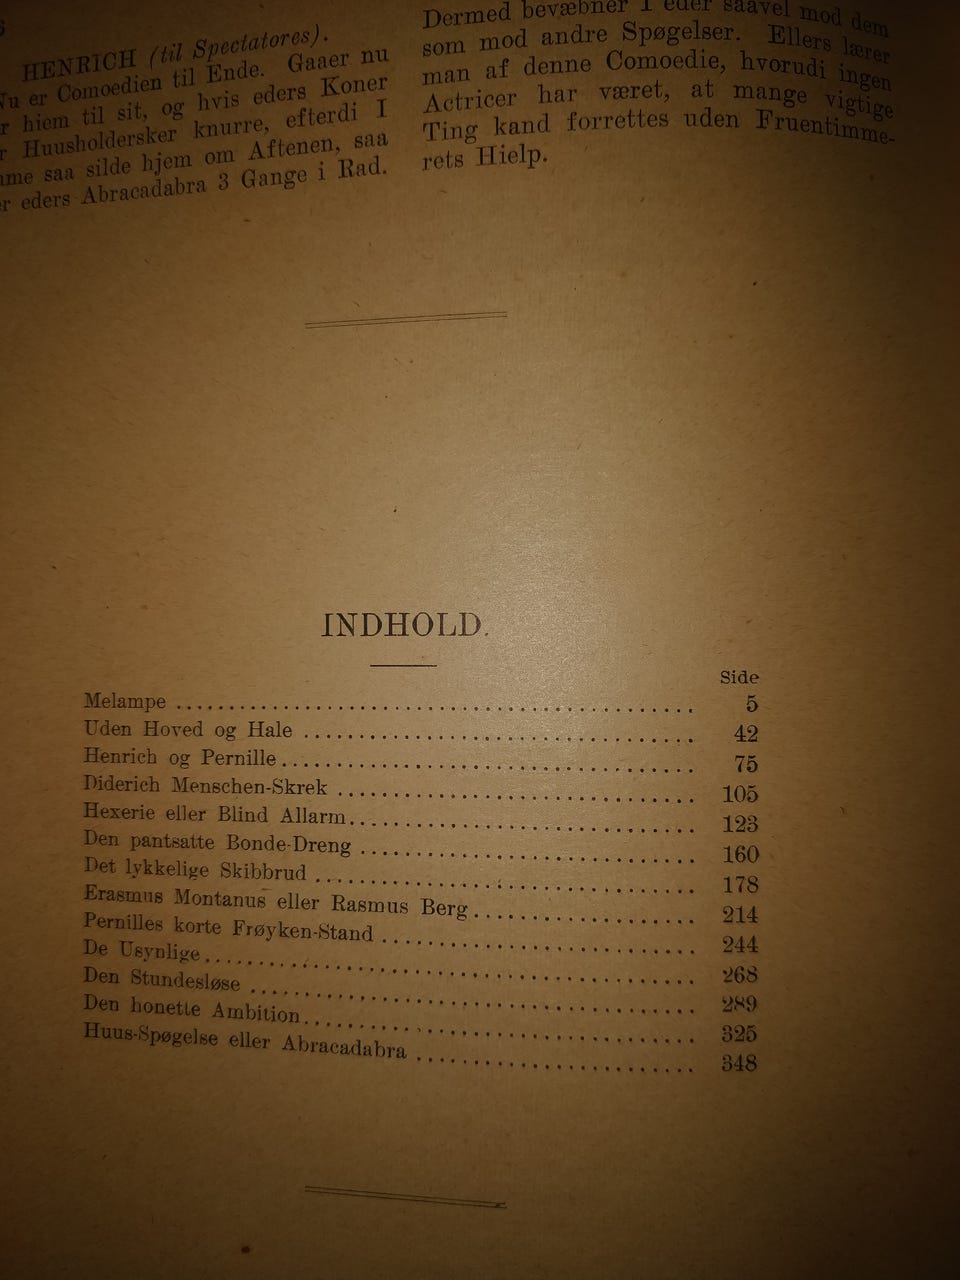 HENRICH (til Spectatores).
Nu er Comoedien til Ende. Gaaer nu
hiem til sit, og hvis eders Koner
Huusholdersker knurre, efterdi I
saa silde hjem om Aftenen, saa
eders Abracadabra 3 Gange i Rad.
Dermed bevæbner I eder saavel mod dem
som mod andre Spøgelser. Ellers lærer
man af denne Comoedie, hvorudi ingen
Actricer har været, at mange vigtige
Ting kand forrettes uden Fruentimme-
rets Hielp.
INDHOLD.
Side
Melampe 5
Uden Hoved og Hale 42
Henrich og Pernille 75
Diderich Menschen-Skrek 105
Hexerie eller Blind Allarm 123
Den pantsatte Bonde-Dreng 160
Det lykkelige Skibbrud 178
Erasmus Montanus eller Rasmus Berg 214
Pernilles korte Frøyken-Stand 244
De Usynlige 268
Den Stundesløse 289
Den honette Ambition 325
Huus-Spøgelse eller Abracadabra 348